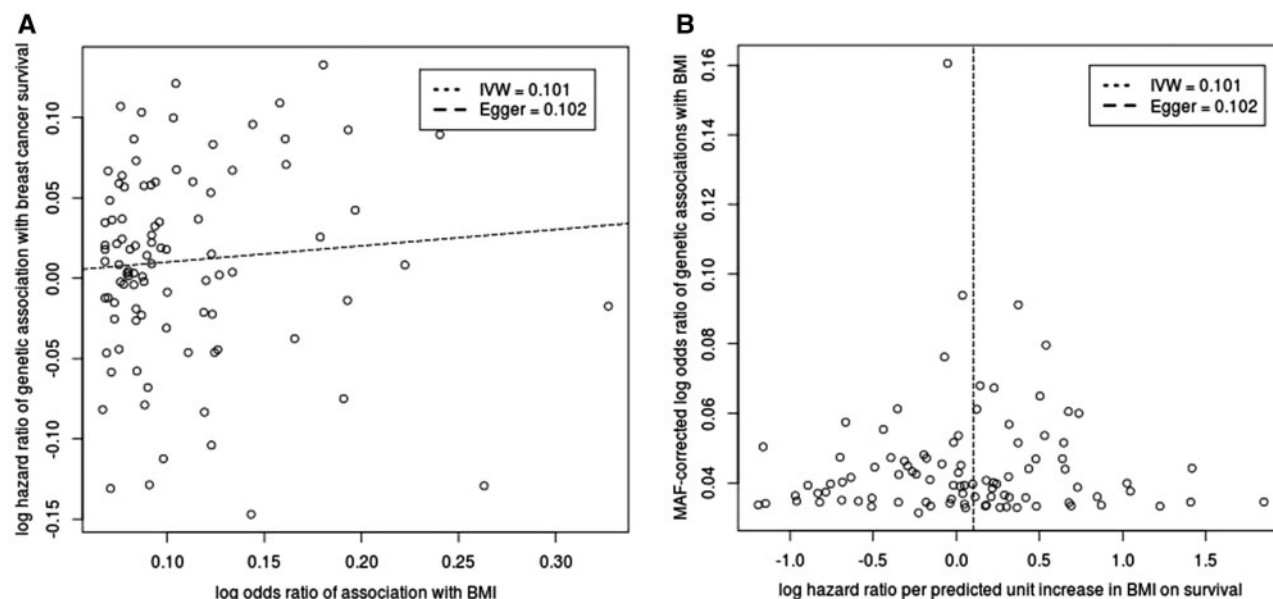 A
log hazard ratio of genetic association with breast cancer survival
0.10
0.05
0.00
-0.05
-0.10
-0.15
IVW = 0.101
Egger = 0.102
0.10 0.15 0.20 0.25 0.30
log odds ratio of association with BMI
B
MAF-corrected log odds ratio of genetic associations with BMI
0.16
0.14
0.12
0.10
0.08
0.06
0.04
IVW = 0.101
Egger = 0.102
-1.0 -0.5 0.0 0.5 1.0 1.5
log hazard ratio per predicted unit increase in BMI on survival